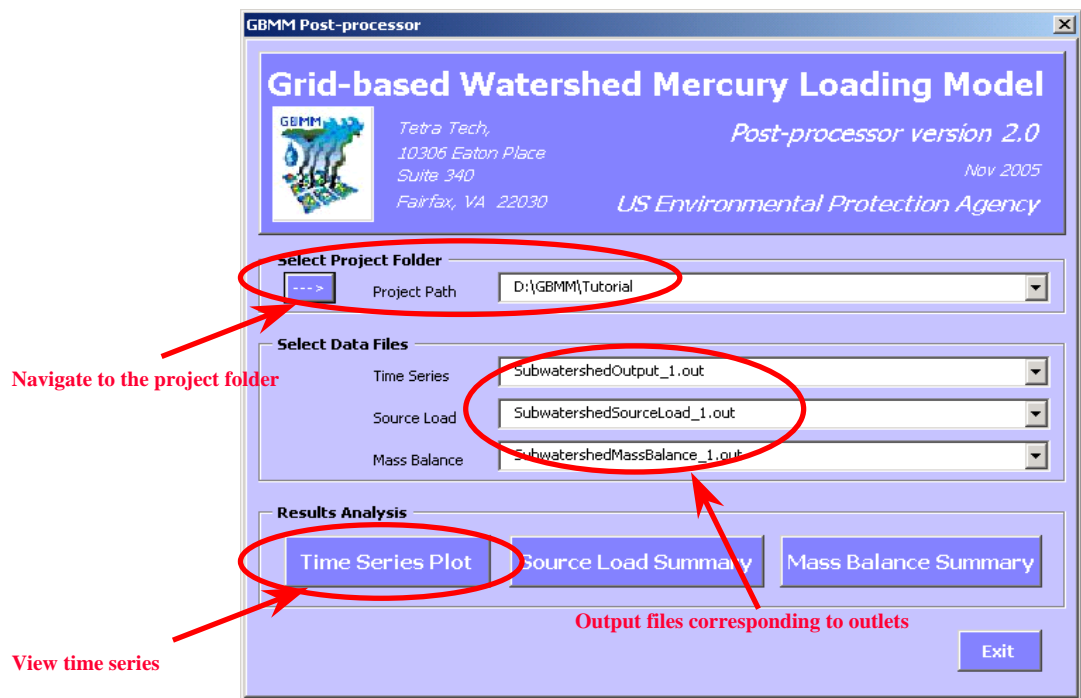 GBMM Post-processor
Grid-based Watershed Mercury Loading Model
GBMM
Tetra Tech,
10306 Eaton Place
Suite 340
Fairfax, VA 22030
Post-processor version 2.0
Nov 2005
US Environmental Protection Agency
Select Project Folder
---> Project Path D:\GBMM\Tutorial
Navigate to the project folder
Select Data Files
Time Series SubwatershedOutput_1.out
Source Load SubwatershedSourceLoad_1.out
Mass Balance SubwatershedMassBalance_1.out
Results Analysis
Time Series Plot Source Load Summary Mass Balance Summary
Output files corresponding to outlets
View time series
Exit